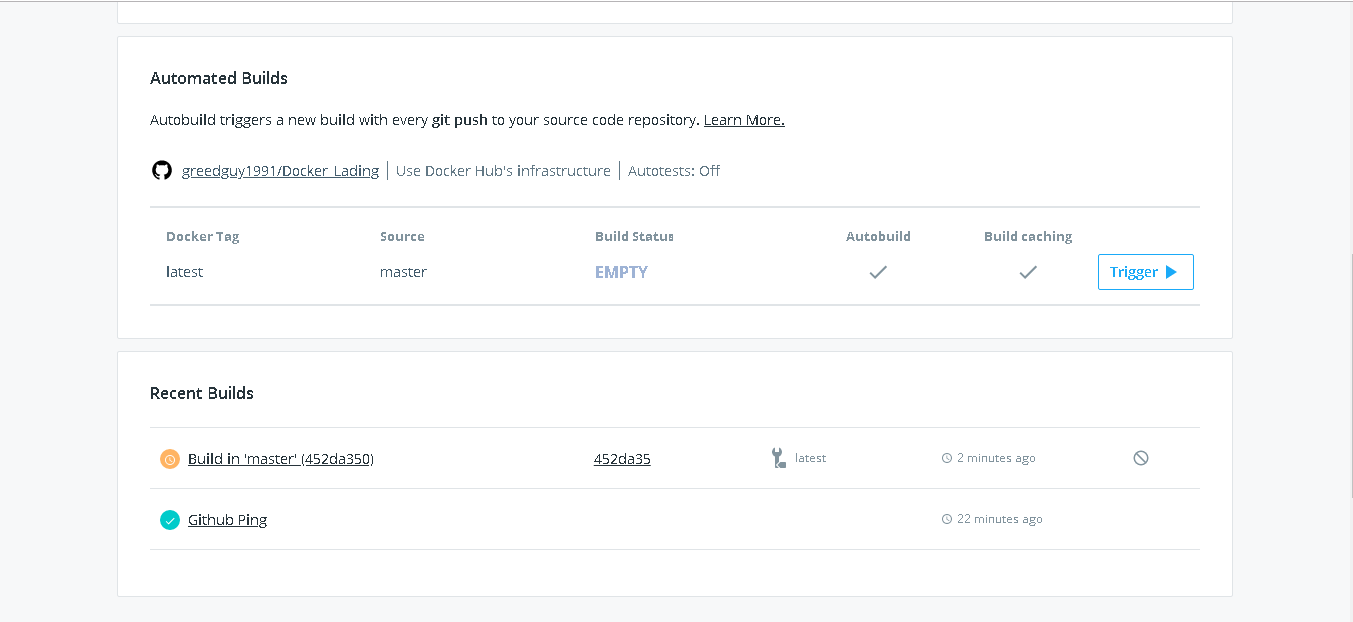 Automated Builds
Autobuild triggers a new build with every git push to your source code repository. Learn More.
greedguy1991/Docker_Lading | Use Docker Hub's infrastructure | Autotests: Off
Docker Tag Source Build Status Autobuild Build caching
latest master EMPTY Trigger
Recent Builds
Build in 'master' (452da350) 452da35 latest 2 minutes ago
Github Ping 22 minutes ago